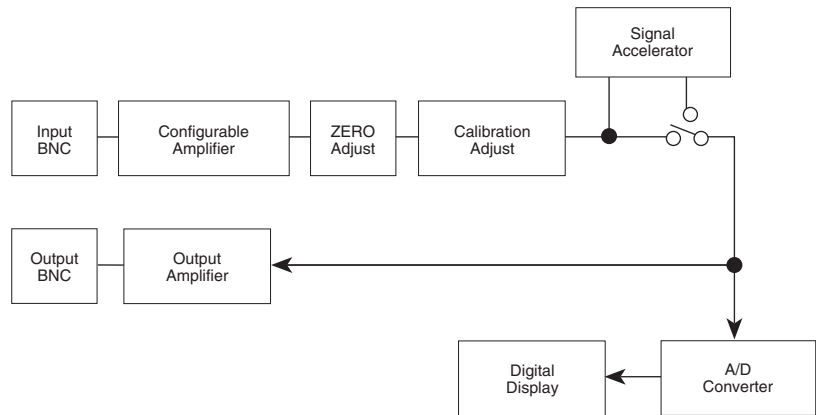 Signal
Accelerator
Input
BNC
Configurable
Amplifier
ZERO
Adjust
Calibration
Adjust
Output
BNC
Output
Amplifier
Digital
Display
A/D
Converter